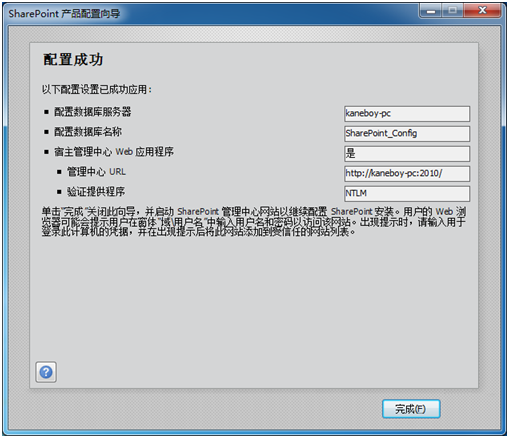 SharePoint 产品配置向导
配置成功
以下配置设置已成功应用：
配置数据库服务器
kaneboy-pc
配置数据库名称
SharePoint_Config
宿主管理中心 Web 应用程序
是
管理中心 URL
http://kaneboy-pc:2010/
验证提供程序
NTLM
单击"完成"关闭此向导，并启动 SharePoint 管理中心网站以继续配置 SharePoint 安装。用户的 Web 浏
览器可能会提示用户在窗体"域\用户名"中输入用户名和密码以访问该网站。出现提示时，请输入用于
登录此计算机的凭据，并在出现提示后将此网站添加到受信任的网站列表。
?
完成(F)